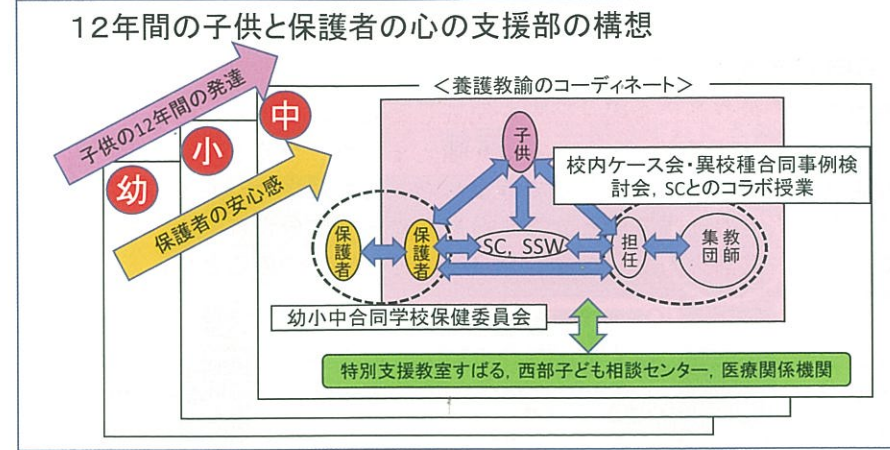 12年間の子供と保護者の心の支援部の構想
子供の12年間の発達
保護者の安心感
幼
小
中
＜養護教諭のコーディネート＞
子供
校内ケース会・異校種合同事例検
討会，SCとのコラボ授業
保護者
保護者
SC，SSW
担任
教師
集団
幼小中合同学校保健委員会
特別支援教室すばる，西部子ども相談センター，医療関係機関